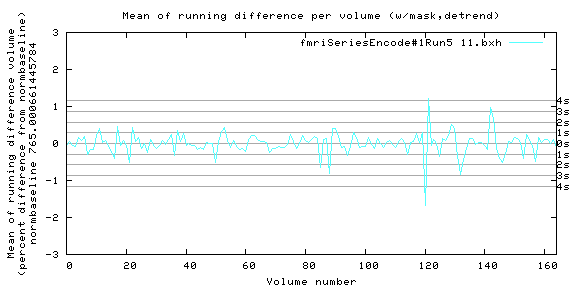 Mean of running difference per volume (w/mask,detrend)
fmriSeriesEncode#1Run5 11.bxh
Mean of running difference volume
(percent difference from normbaseline)
normbaseline 765.000661445784
3
2
1
0
-1
-2
-3
4s
3s
2s
1s
0s
1s
2s
3s
4s
0 20 40 60 80 100 120 140 160
Volume number